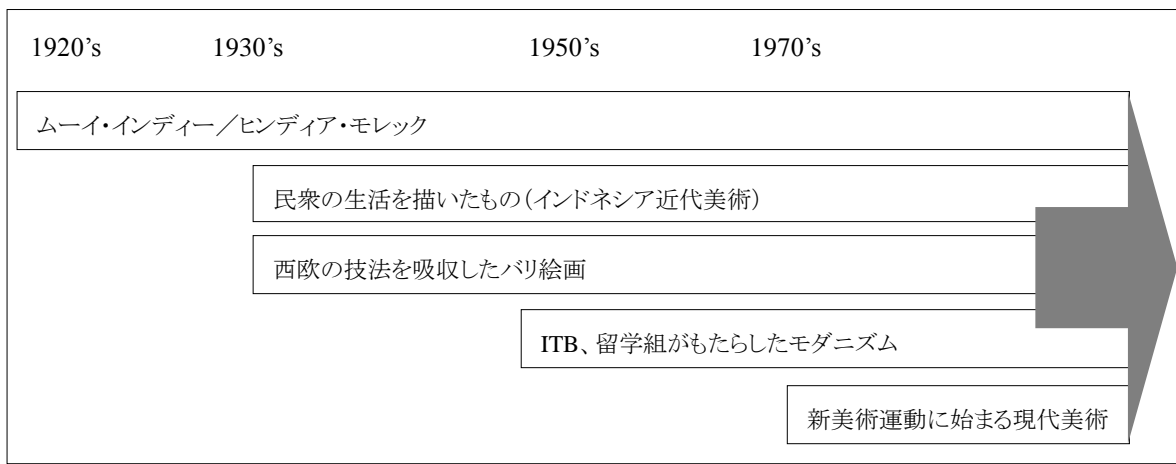 1920’s 1930’s 1950’s 1970’s
ムーイ・インディー／ヒンディア・モレック
民衆の生活を描いたもの（インドネシア近代美術）
西欧の技法を吸収したバリ絵画
ITB、留学組がもたらしたモダニズム
新美術運動に始まる現代美術